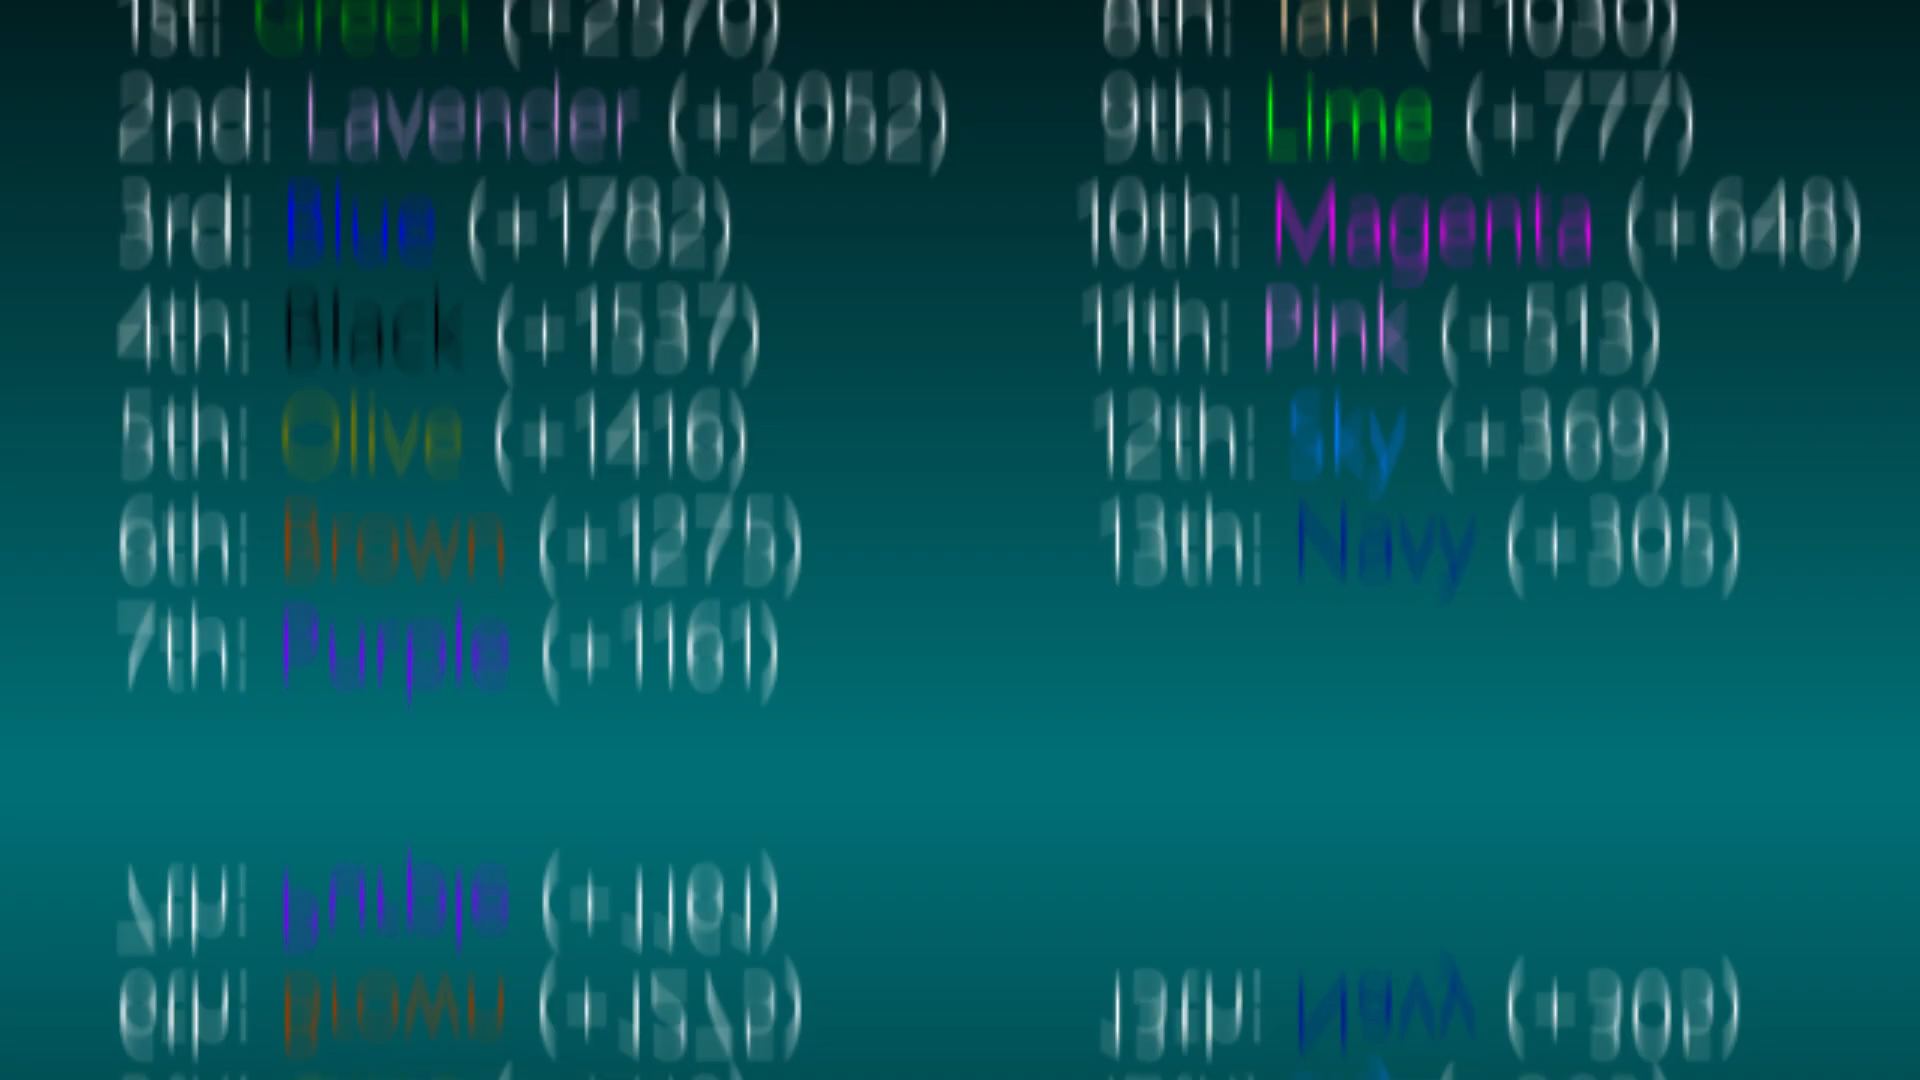 1st: Green (+2570)
2nd: Lavender (+2052)
3rd: Blue (+1782)
4th: Black (+1537)
5th: Olive (+1416)
6th: Brown (+1275)
7th: Purple (+1161)
8th: Tan (+1030)
9th: Lime (+777)
10th: Magenta (+648)
11th: Pink (+513)
12th: Sky (+369)
13th: Navy (+305)